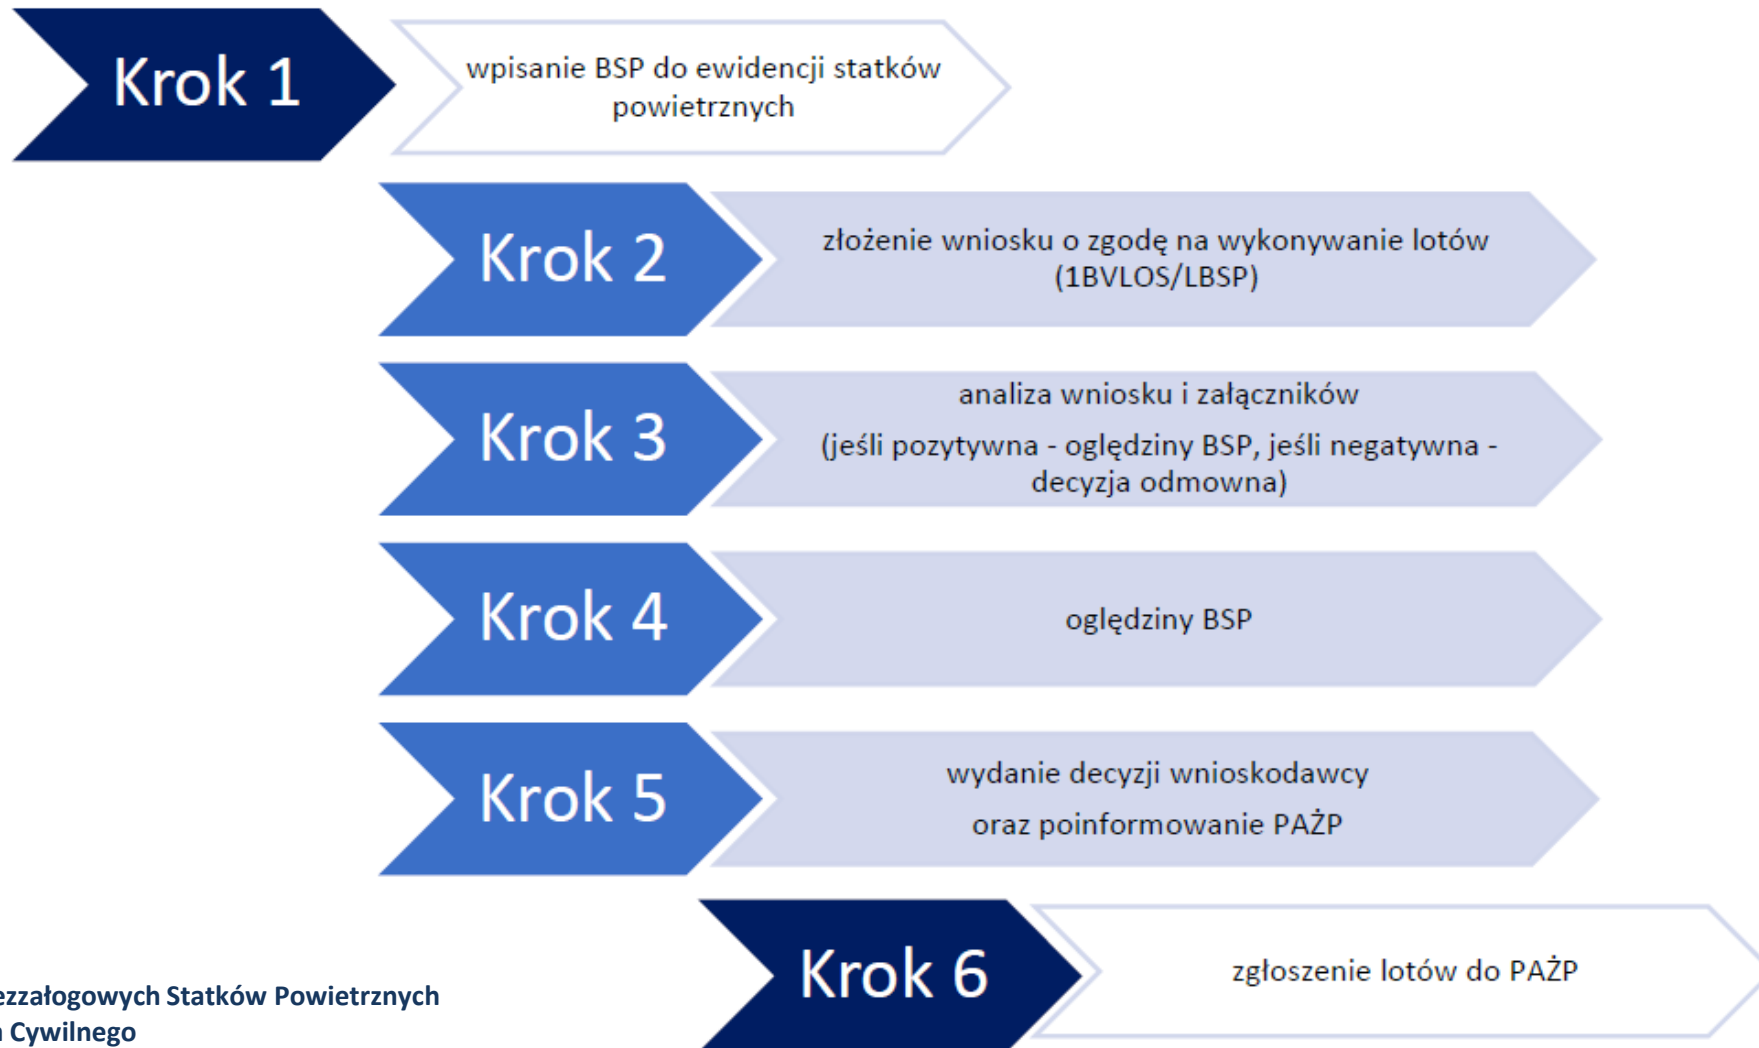 Krok 1
wpisanie BSP do ewidencji statków
powietrznych
Krok 2
złożenie wniosku o zgodę na wykonywanie lotów
(1BVLOS/LBSP)
Krok 3
analiza wniosku i załączników
(jeśli pozytywna - oględziny BSP, jeśli negatywna -
decyzja odmowna)
Krok 4
oględziny BSP
Krok 5
wydanie decyzji wnioskodawcy
oraz poinformowanie PAŻP
Krok 6
zgłoszenie lotów do PAŻP
ezzałogowych Statków Powietrznych
Cywilnego